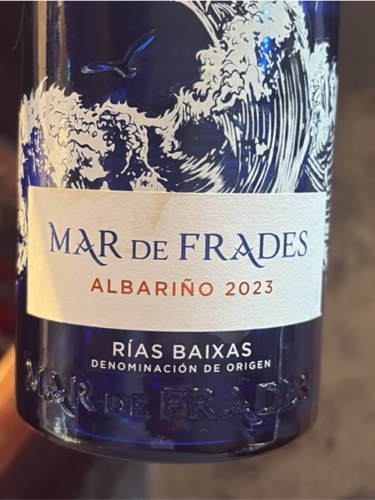 MAR DE FRADES
ALBARIÑO 2023
RÍAS BAIXAS
DENOMINACIÓN DE ORIGEN
MAR DE FRADES